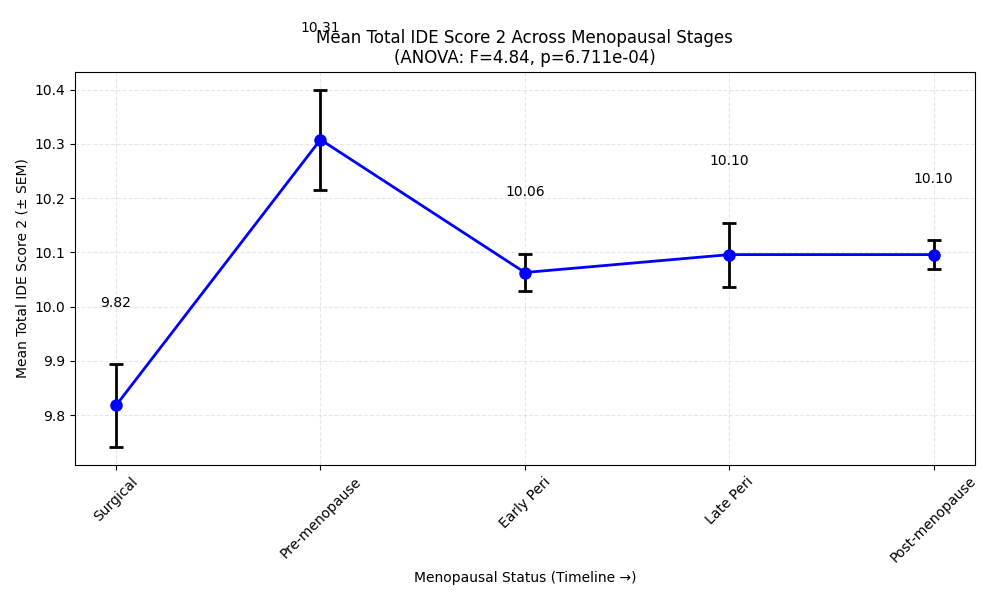 10.31
Mean Total IDE Score 2 Across Menopausal Stages
(ANOVA: F=4.84, p=6.711e-04)
Mean Total IDE Score 2 (± SEM)
10.4
10.3
10.2
10.1
10.0
9.9
9.8
9.82
10.06
10.10
10.10
Surgical
Pre-menopause
Early Peri
Late Peri
Post-menopause
Menopausal Status (Timeline →)